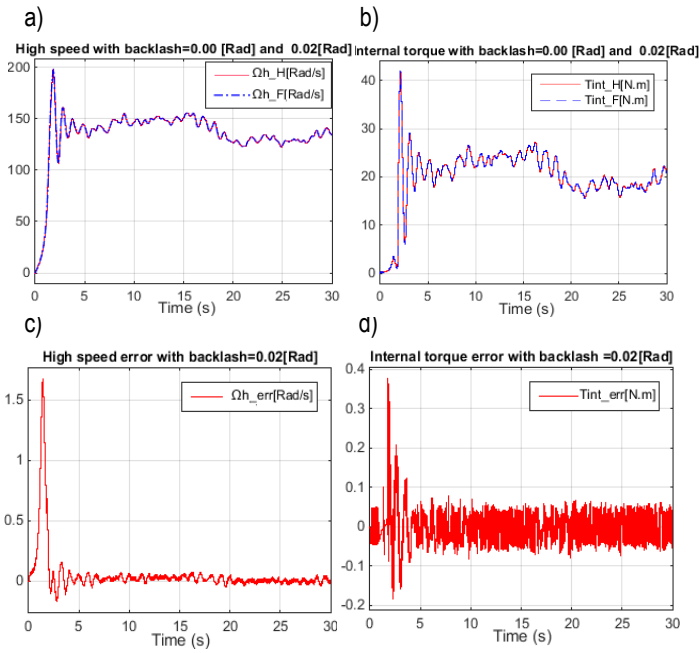 a)
High speed with backlash=0.00 [Rad] and  0.02[Rad]
Ωh_H[Rad/s]
Ωh_F[Rad/s]
200
150
100
50
0
0 5 10 15 20 25 30
Time (s)
b)
Internal torque with backlash=0.00 [Rad] and  0.02[Rad]
Tint_H[N.m]
Tint_F[N.m]
40
30
20
10
0
0 5 10 15 20 25 30
Time (s)
c)
High speed error with backlash=0.02[Rad]
Ωh_err[Rad/s]
1.5
1
0.5
0
0 5 10 15 20 25 30
Time (s)
d)
Internal torque error with backlash =0.02[Rad]
Tint_err[N.m]
0.4
0.3
0.2
0.1
0
-0.1
-0.2
0 5 10 15 20 25 30
Time (s)